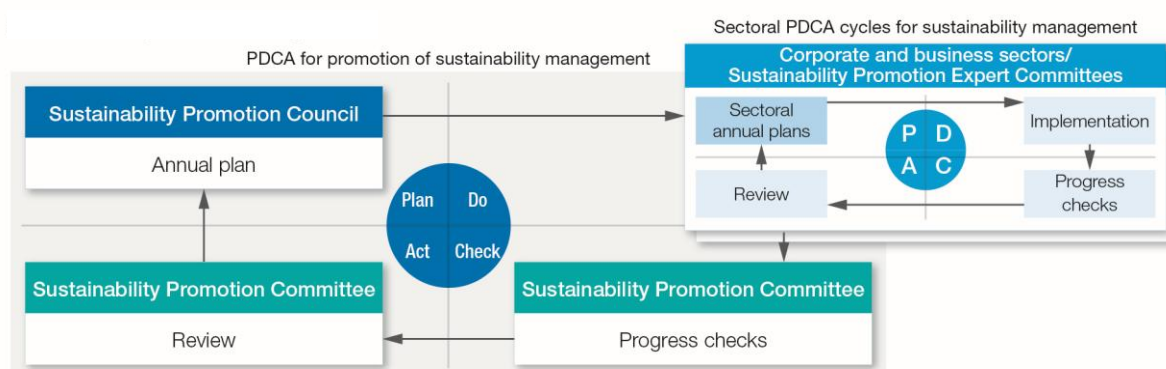 Sectoral PDCA cycles for sustainability management
PDCA for promotion of sustainability management
Corporate and business sectors/
Sustainability Promotion Expert Committees
Sustainability Promotion Council
Annual plan
Sectoral
annual plans
P D
A C
Implementation
Review
Progress
checks
Plan Do
Act Check
Sustainability Promotion Committee
Review
Sustainability Promotion Committee
Progress checks